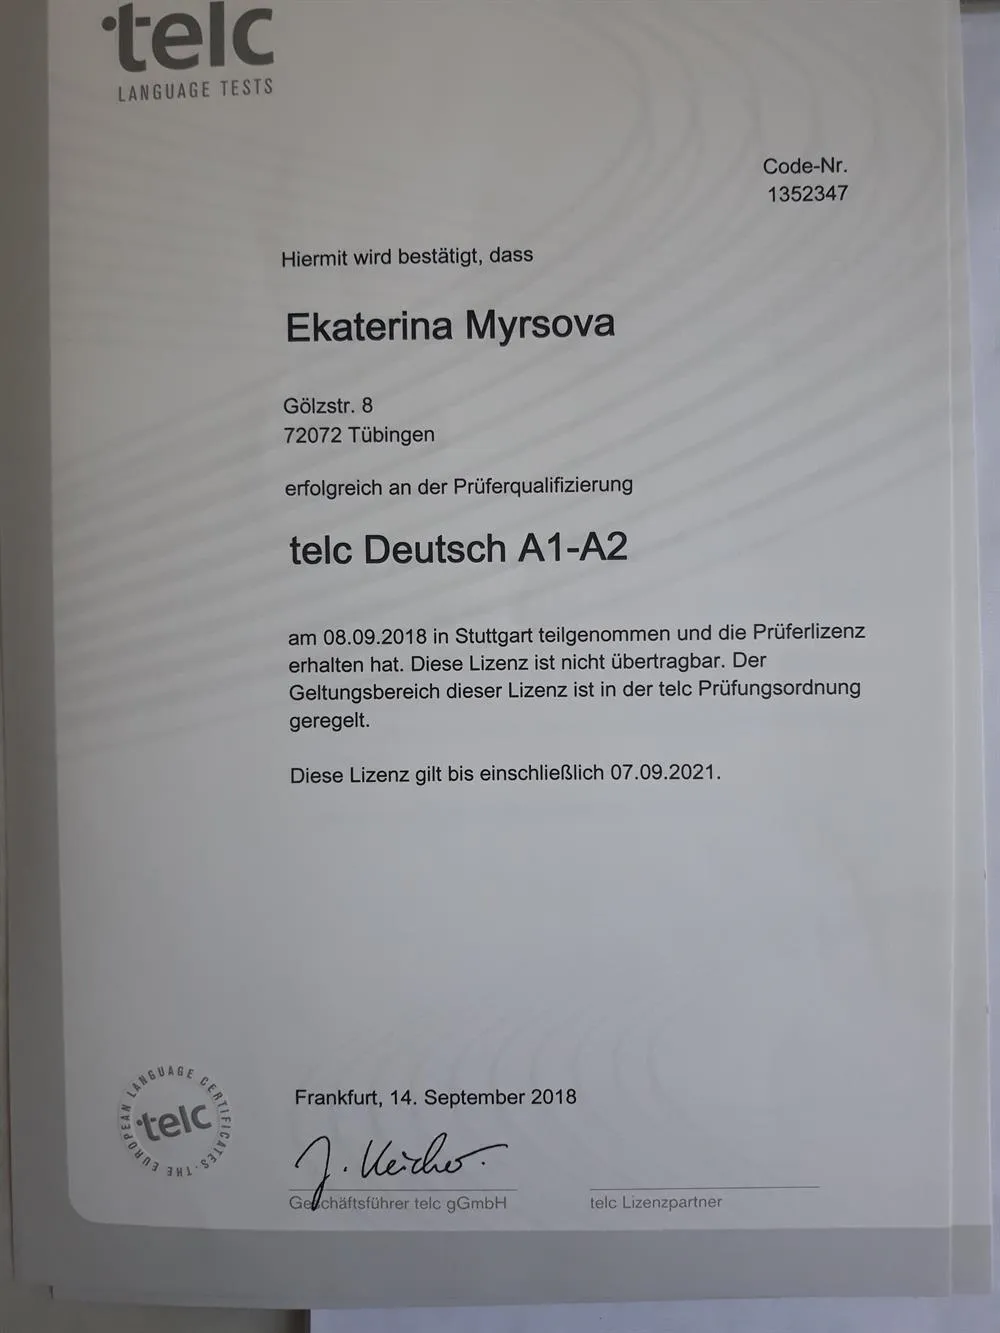 telc
LANGUAGE TESTS
Code-Nr.
1352347
Hiermit wird bestätigt, dass
Ekaterina Myrsova
Gölzstr. 8
72072 Tübingen
erfolgreich an der Prüferqualifizierung
telc Deutsch A1-A2
am 08.09.2018 in Stuttgart teilgenommen und die Prüferlizenz
erhalten hat. Diese Lizenz ist nicht übertragbar. Der
Geltungsbereich dieser Lizenz ist in der telc Prüfungsordnung
geregelt.
Diese Lizenz gilt bis einschließlich 07.09.2021.
Frankfurt, 14. September 2018
THE EUROPEAN LANGUAGE CERTIFICATES
telc
J. Keicher
Geschäftsführer telc gGmbH
telc Lizenzpartner